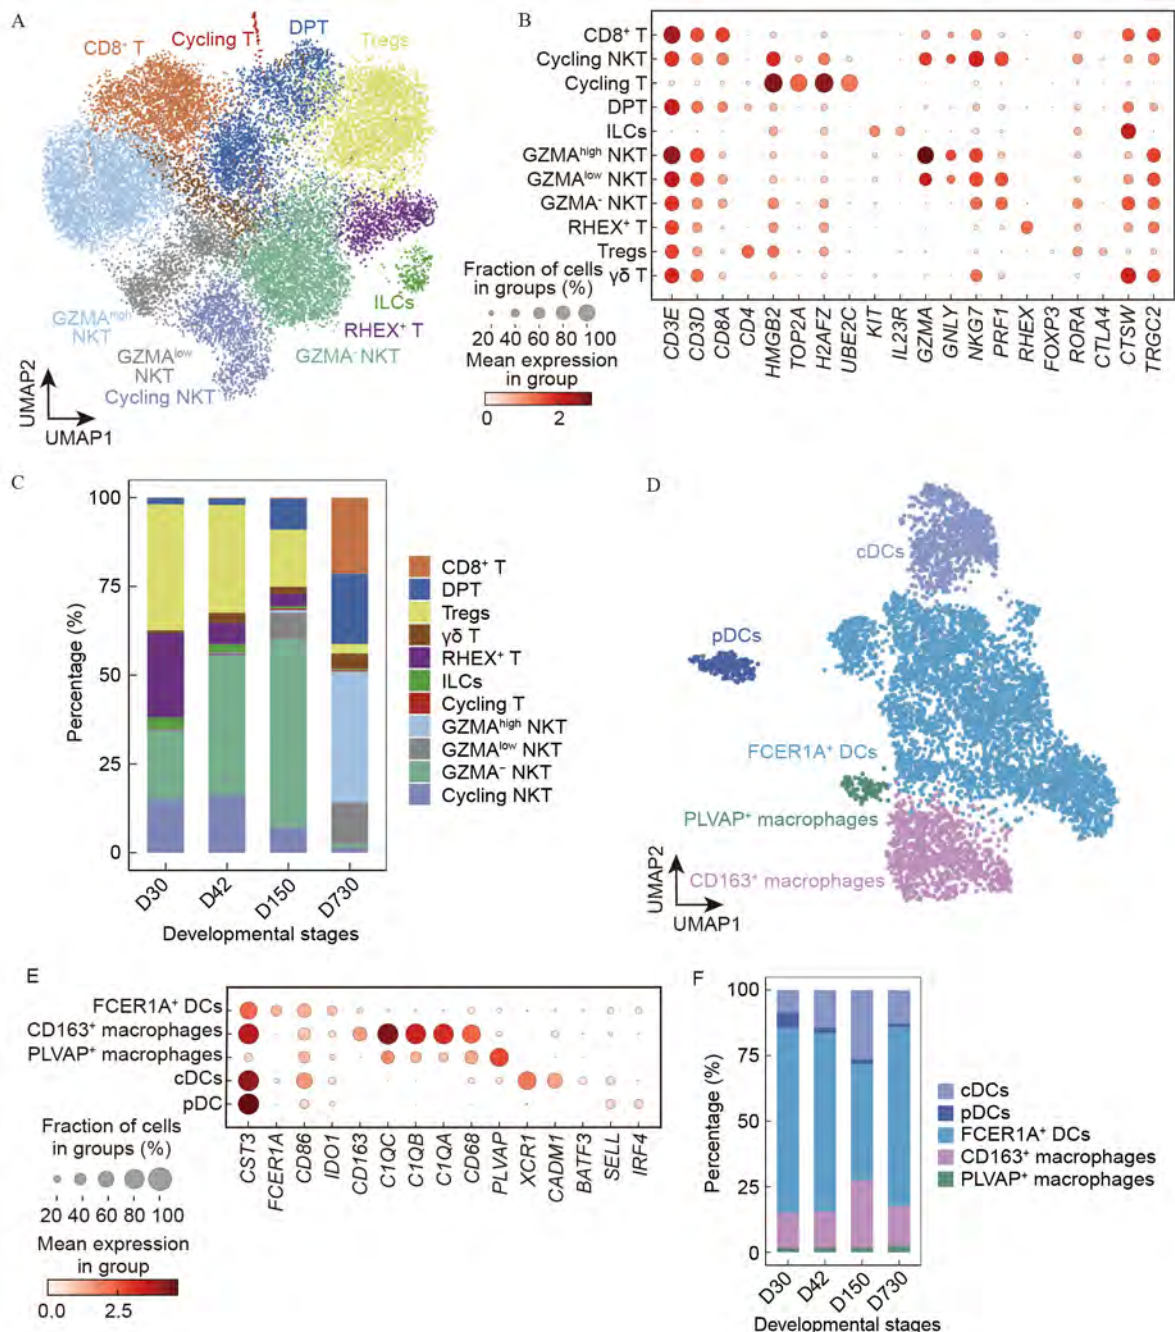 A
CD8⁺ T
Cycling T
DPT
Tregs
GZMAʰⁱᵍʰ
NKT
GZMAˡᵒʷ
NKT
Cycling NKT
ILCs
RHEX⁺ T
GZMA⁻ NKT
UMAP2
UMAP1
B
CD8⁺ T
Cycling NKT
Cycling T
DPT
ILCs
GZMAʰⁱᵍʰ NKT
GZMAˡᵒʷ NKT
GZMA⁻ NKT
RHEX⁺ T
Tregs
γδ T
CD3E
CD3D
CD8A
CD4
HMGB2
TOP2A
H2AFZ
UBE2C
KIT
IL23R
GZMA
GNLY
NKG7
PRF1
RHEX
FOXP3
RORA
CTLA4
CTSW
TRGC2
Fraction of cells
in groups (%)
20 40 60 80 100
Mean expression
in group
0 2
C
Percentage (%)
100
75
50
25
0
D30
D42
D150
D730
Developmental stages
CD8⁺ T
DPT
Tregs
γδ T
RHEX⁺ T
ILCs
Cycling T
GZMAʰⁱᵍʰ NKT
GZMAˡᵒʷ NKT
GZMA⁻ NKT
Cycling NKT
D
cDCs
pDCs
FCER1A⁺ DCs
PLVAP⁺ macrophages
CD163⁺ macrophages
UMAP2
UMAP1
E
FCER1A⁺ DCs
CD163⁺ macrophages
PLVAP⁺ macrophages
cDCs
pDC
CST3
FCER1A
CD86
IDO1
CD163
C1QC
C1QB
C1QA
CD68
PLVAP
XCR1
CADM1
BATF3
SELL
IRF4
Fraction of cells
in groups (%)
20 40 60 80 100
Mean expression
in group
0.0 2.5
F
Percentage (%)
100
75
50
25
0
D30
D42
D150
D730
Developmental stages
cDCs
pDCs
FCER1A⁺ DCs
CD163⁺ macrophages
PLVAP⁺ macrophages